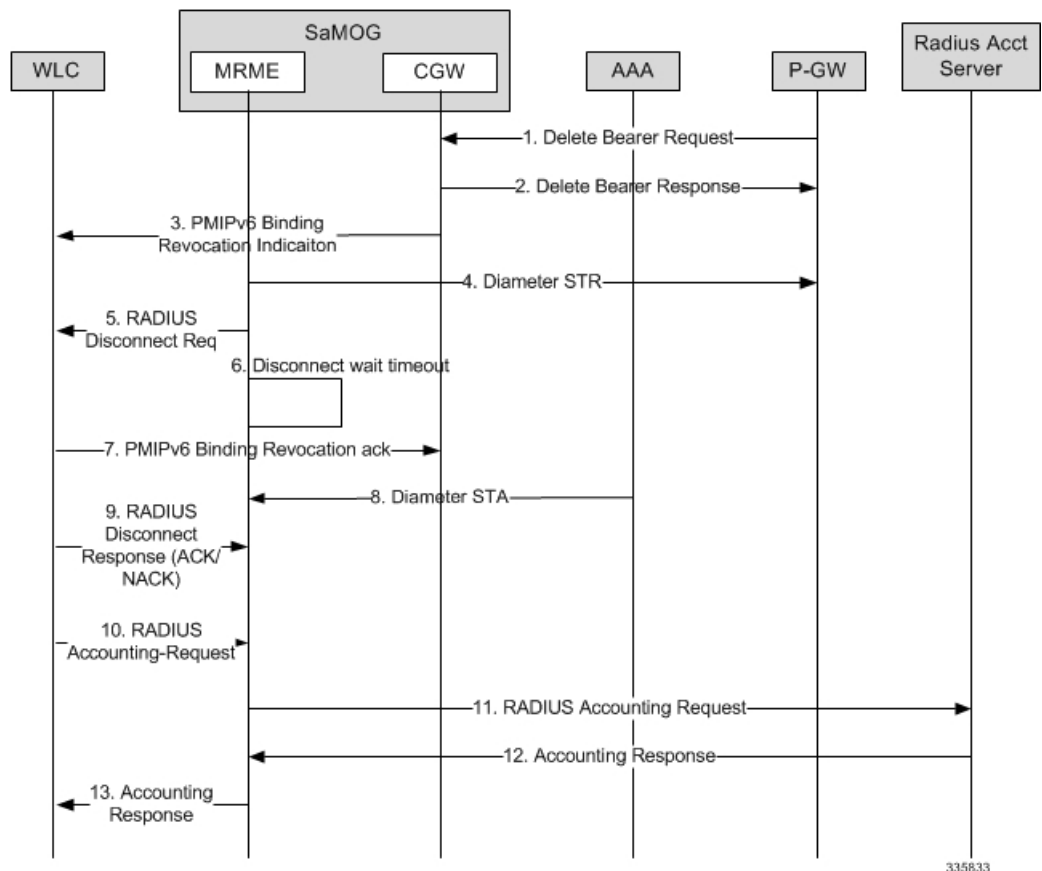 SaMOG
WLC
MRME
CGW
AAA
P-GW
Radius Acct
Server
1. Delete Bearer Request
2. Delete Bearer Response
3. PMIPv6 Binding
Revocation Indicaiton
4. Diameter STR
5. RADIUS
Disconnect Req
6. Disconnect wait timeout
7. PMIPv6 Binding Revocation ack
8. Diameter STA
9. RADIUS
Disconnect
Response (ACK/
NACK)
10. RADIUS
Accounting-Request
11. RADIUS Accounting Request
12. Accounting Response
13. Accounting
Response
335833